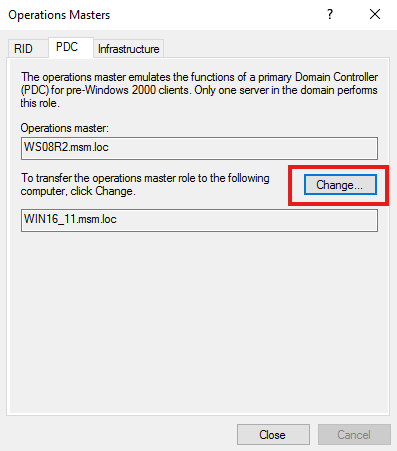 Operations Masters
?
RID PDC Infrastructure
The operations master emulates the functions of a primary Domain Controller
(PDC) for pre-Windows 2000 clients. Only one server in the domain performs
this role.
Operations master:
WS08R2.msm.loc
To transfer the operations master role to the following
computer, click Change.
Change...
WIN16_11.msm.loc
Close Cancel